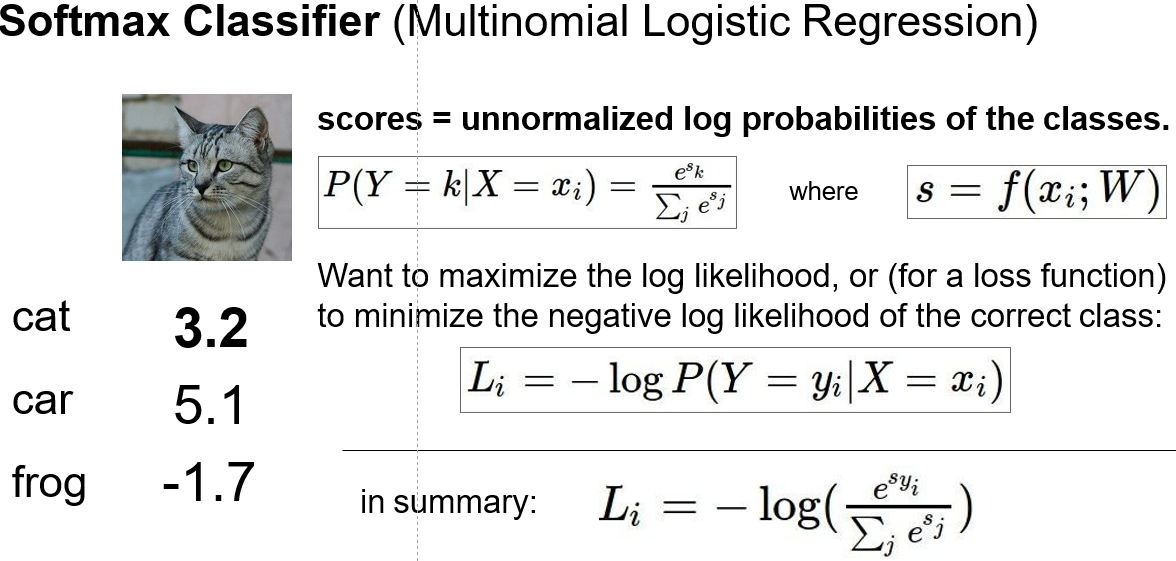 Softmax Classifier (Multinomial Logistic Regression)
scores = unnormalized log probabilities of the classes.
P(Y = k|X = x_i) = \frac{e^{s_k}}{\sum_j e^{s_j}} where s = f(x_i; W)
Want to maximize the log likelihood, or (for a loss function)
to minimize the negative log likelihood of the correct class:
cat 3.2
L_i = − log P(Y = y_i|X = x_i)
car 5.1
frog -1.7
in summary: L_i = − log(\frac{e^{s_{y_i}}}{\sum_j e^{s_j}})